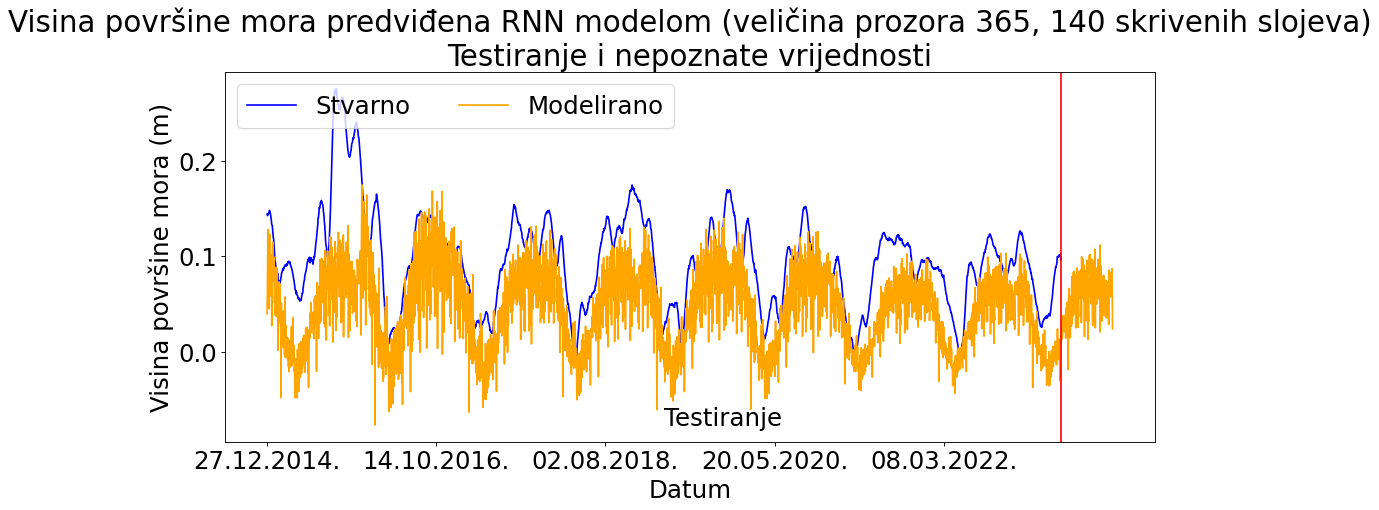 Visina površine mora predviđena RNN modelom (veličina prozora 365, 140 skrivenih slojeva)
Testiranje i nepoznate vrijednosti
Stvarno Modelirano
Visina površine mora (m)
0.2
0.1
0.0
Testiranje
27.12.2014. 14.10.2016. 02.08.2018. 20.05.2020. 08.03.2022.
Datum